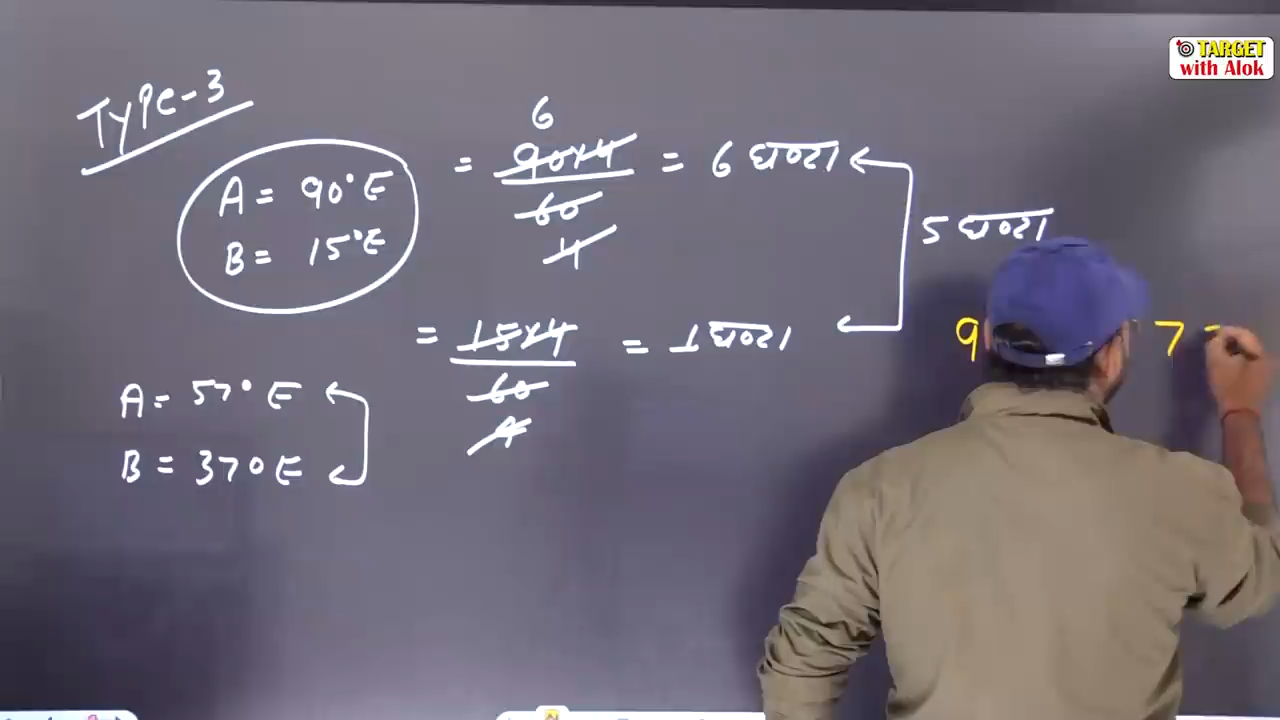 TARGET
with Alok
TYPE-3
A = 90°E
B = 15°E
= 90×4 / 60 = 6 घण्टा
6
4
5 घण्टा
= 15×4 / 60 = 1 घण्टा
4
A = 57° E
B = 370 E
9
7